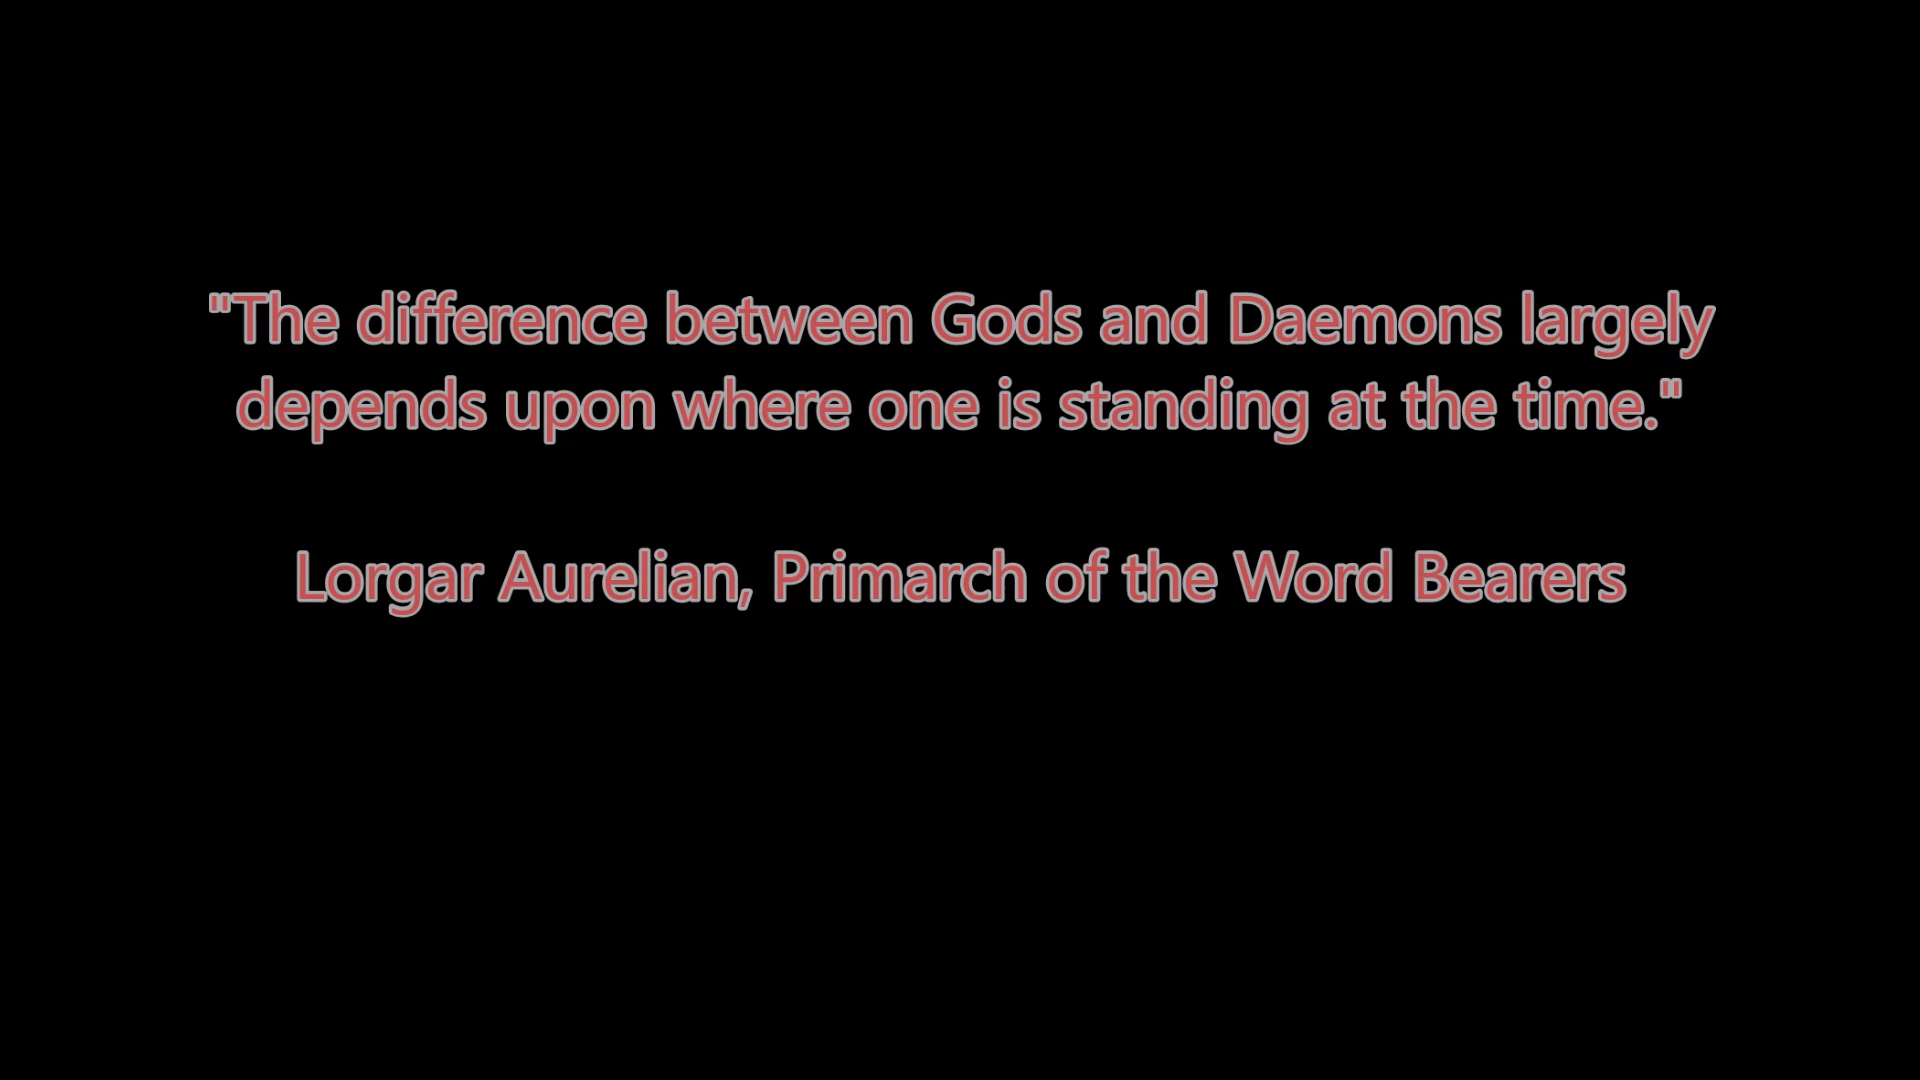 "The difference between Gods and Daemons largely
depends upon where one is standing at the time."
Lorgar Aurelian, Primarch of the Word Bearers